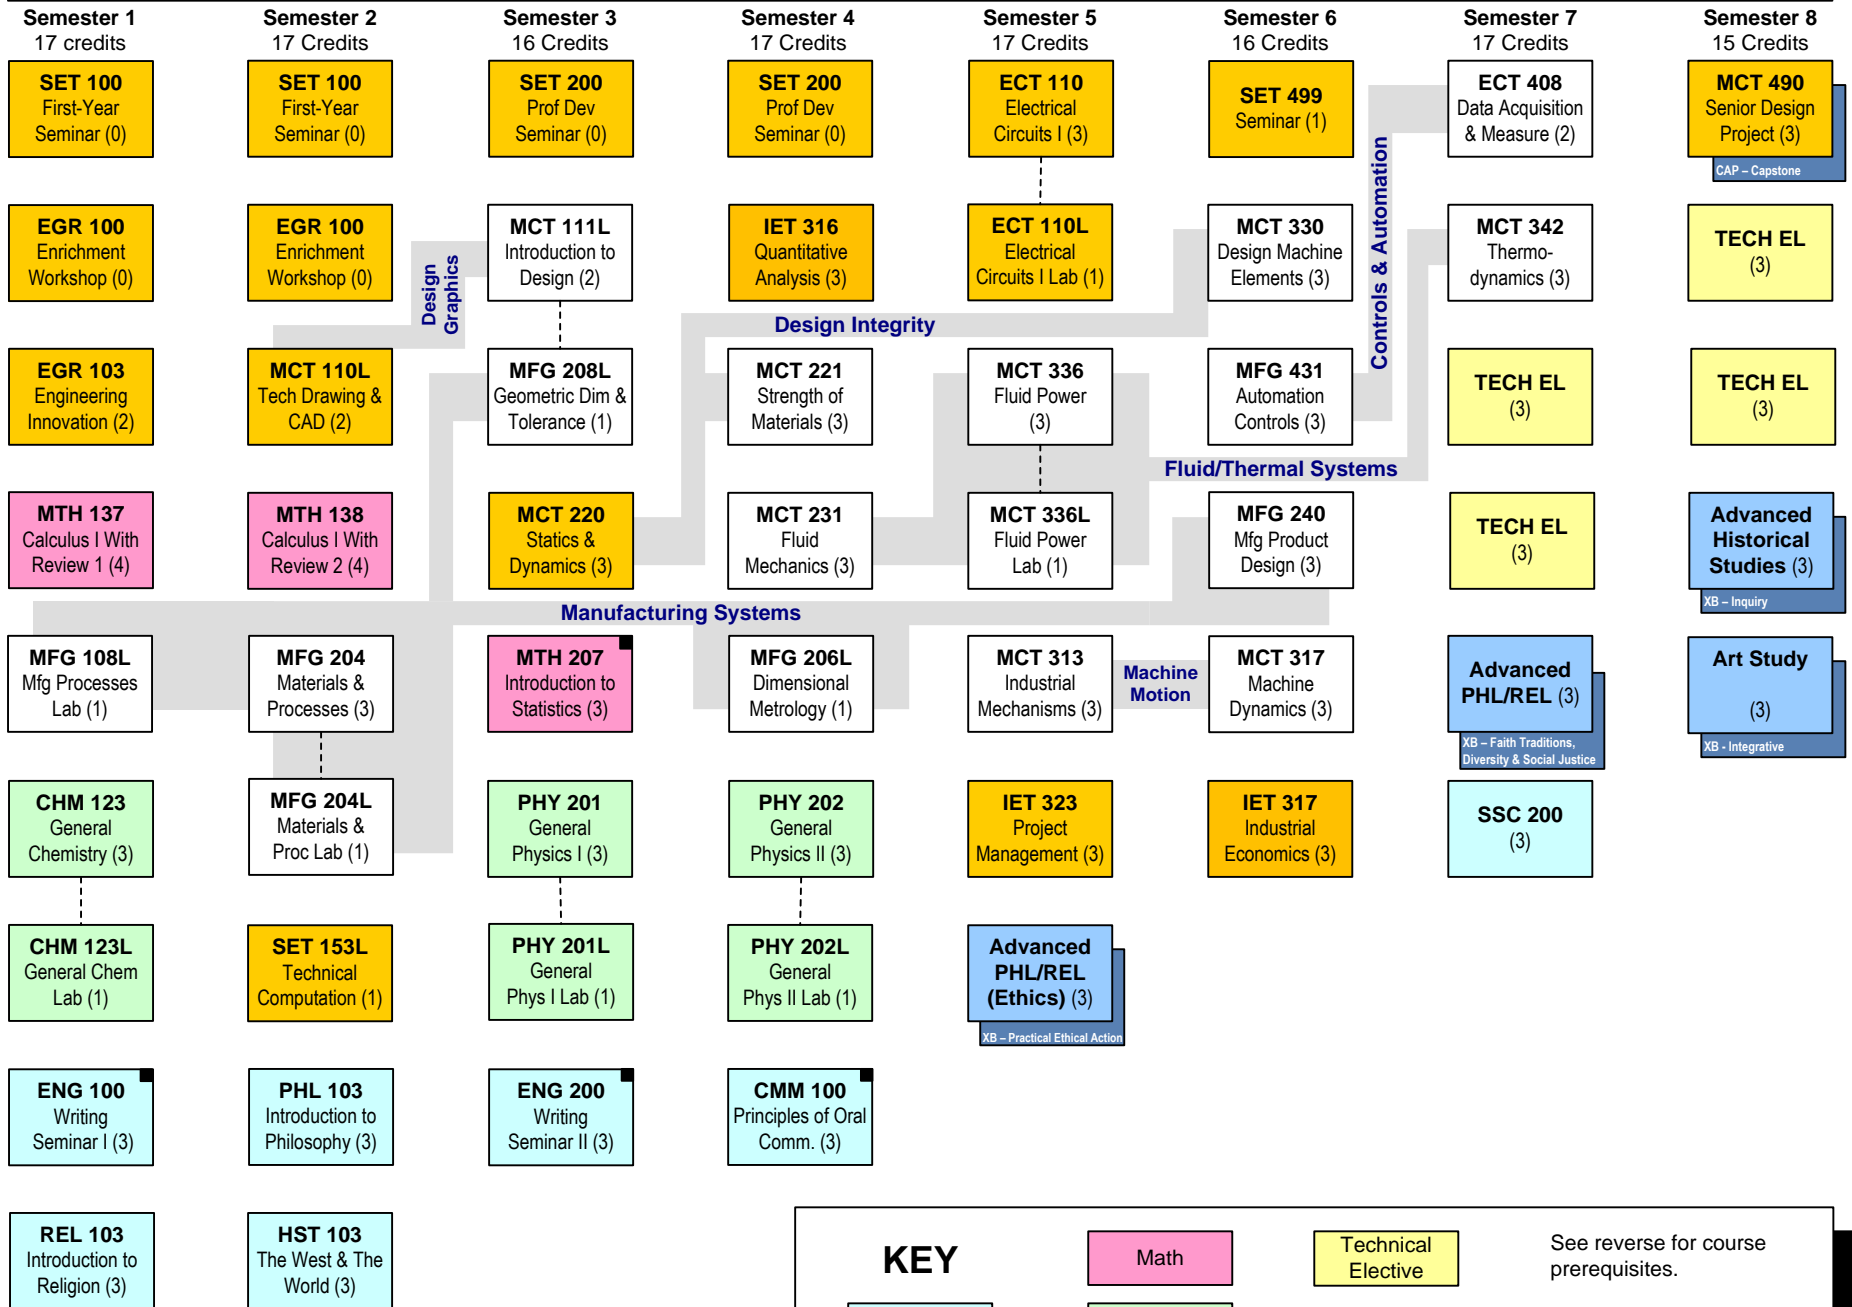 Semester 1
17 credits
Semester 2
17 Credits
Semester 3
16 Credits
Semester 4
17 Credits
Semester 5
17 Credits
Semester 6
16 Credits
Semester 7
17 Credits
Semester 8
15 Credits
SET 100
First-Year
Seminar (0)
SET 100
First-Year
Seminar (0)
SET 200
Prof Dev
Seminar (0)
SET 200
Prof Dev
Seminar (0)
ECT 110
Electrical
Circuits I (3)
SET 499
Seminar (1)
ECT 408
Data Acquisition
& Measure (2)
MCT 490
Senior Design
Project (3)
CAP – Capstone
EGR 100
Enrichment
Workshop (0)
EGR 100
Enrichment
Workshop (0)
Design
Graphics
MCT 111L
Introduction to
Design (2)
IET 316
Quantitative
Analysis (3)
ECT 110L
Electrical
Circuits I Lab (1)
MCT 330
Design Machine
Elements (3)
Controls & Automation
MCT 342
Thermo-
dynamics (3)
TECH EL
(3)
Design Integrity
EGR 103
Engineering
Innovation (2)
MCT 110L
Tech Drawing &
CAD (2)
MFG 208L
Geometric Dim &
Tolerance (1)
MCT 221
Strength of
Materials (3)
MCT 336
Fluid Power
(3)
MFG 431
Automation
Controls (3)
TECH EL
(3)
TECH EL
(3)
Fluid/Thermal Systems
MTH 137
Calculus I With
Review 1 (4)
MTH 138
Calculus I With
Review 2 (4)
MCT 220
Statics &
Dynamics (3)
MCT 231
Fluid
Mechanics (3)
MCT 336L
Fluid Power
Lab (1)
MFG 240
Mfg Product
Design (3)
TECH EL
(3)
Advanced
Historical
Studies (3)
XB – Inquiry
Manufacturing Systems
MFG 108L
Mfg Processes
Lab (1)
MFG 204
Materials &
Processes (3)
MTH 207
Introduction to
Statistics (3)
MFG 206L
Dimensional
Metrology (1)
MCT 313
Industrial
Mechanisms (3)
Machine
Motion
MCT 317
Machine
Dynamics (3)
Advanced
PHL/REL (3)
XB – Faith Traditions,
Diversity & Social Justice
Art Study
(3)
XB - Integrative
CHM 123
General
Chemistry (3)
MFG 204L
Materials &
Proc Lab (1)
PHY 201
General
Physics I (3)
PHY 202
General
Physics II (3)
IET 323
Project
Management (3)
IET 317
Industrial
Economics (3)
SSC 200
(3)
CHM 123L
General Chem
Lab (1)
SET 153L
Technical
Computation (1)
PHY 201L
General
Phys I Lab (1)
PHY 202L
General
Phys II Lab (1)
Advanced
PHL/REL
(Ethics) (3)
XB – Practical Ethical Action
ENG 100
Writing
Seminar I (3)
PHL 103
Introduction to
Philosophy (3)
ENG 200
Writing
Seminar II (3)
CMM 100
Principles of Oral
Comm. (3)
REL 103
Introduction to
Religion (3)
HST 103
The West & The
World (3)
KEY
Math
Technical
Elective
See reverse for course
prerequisites.